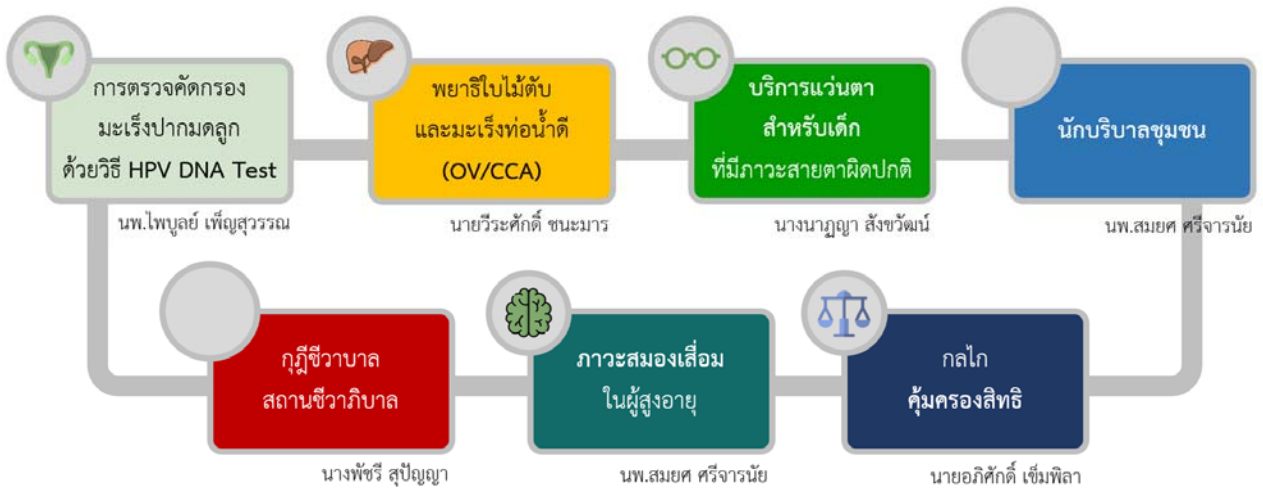 การตรวจคัดกรอง
มะเร็งปากมดลูก
ด้วยวิธี HPV DNA Test
นพ.ไพบูลย์ เพ็ญสุวรรณ
พยาธิใบไม้ตับ
และมะเร็งท่อน้ำดี
(OV/CCA)
นายวีระศักดิ์ ชนะมาร
บริการแว่นตา
สำหรับเด็ก
ที่มีภาวะสายตาผิดปกติ
นางนาฏญา สังขวัฒน์
นักบริบาลชุมชน
นพ.สมยศ ศรีจารนัย
กุฎีชีวาบาล
สถานชีวาภิบาล
นางพัชรี สุปัญญา
ภาวะสมองเสื่อม
ในผู้สูงอายุ
นพ.สมยศ ศรีจารนัย
กลไก
คุ้มครองสิทธิ
นายอภิศักดิ์ เข็มพิลา